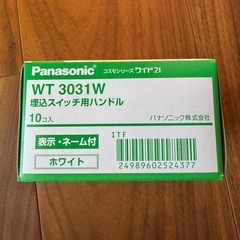 Panasonic コスモシリーズ ワイド21
WT 3031W
埋込スイッチ用ハンドル
10コ入 パナソニック株式会社
表示・ネーム付
ホワイト
ITF
24989602524377